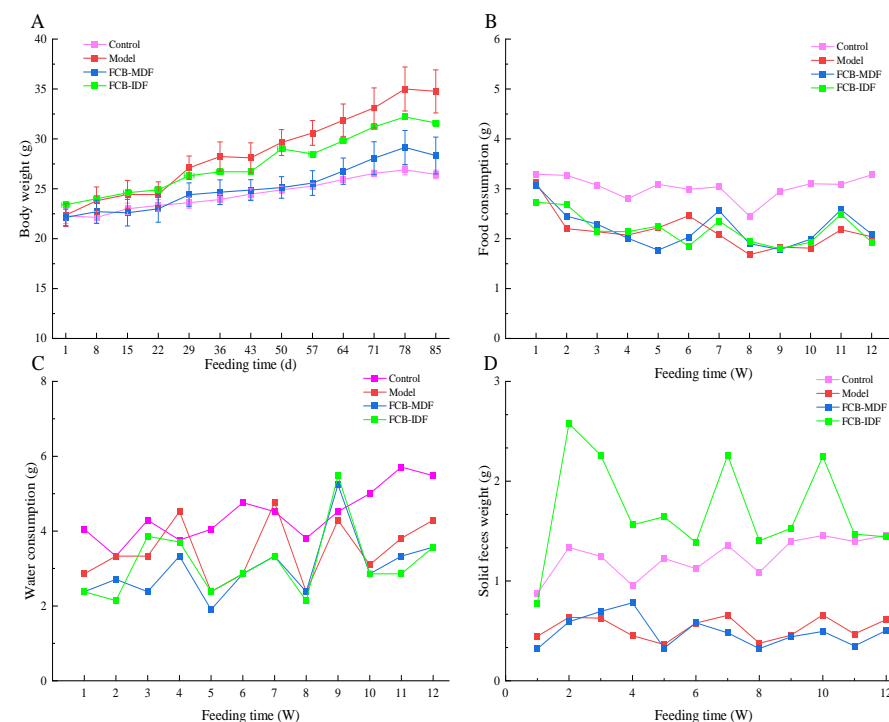 A
Control
Model
FCB-MDF
FCB-IDF
Body weight (g)
40
35
30
25
20
15
10
1 8 15 22 29 36 43 50 57 64 71 78 85
Feeding time (d)
B
Control
Model
FCB-MDF
FCB-IDF
Food consumption (g)
6
5
4
3
2
1
0
1 2 3 4 5 6 7 8 9 10 11 12
Feeding time (W)
C
Control
Model
FCB-MDF
FCB-IDF
Water consumption (g)
8
6
4
2
0
1 2 3 4 5 6 7 8 9 10 11 12
Feeding time (W)
D
Control
Model
FCB-MDF
FCB-IDF
Solid feces weight (g)
3
2
1
0
0 2 4 6 8 10 12
Feeding time (W)